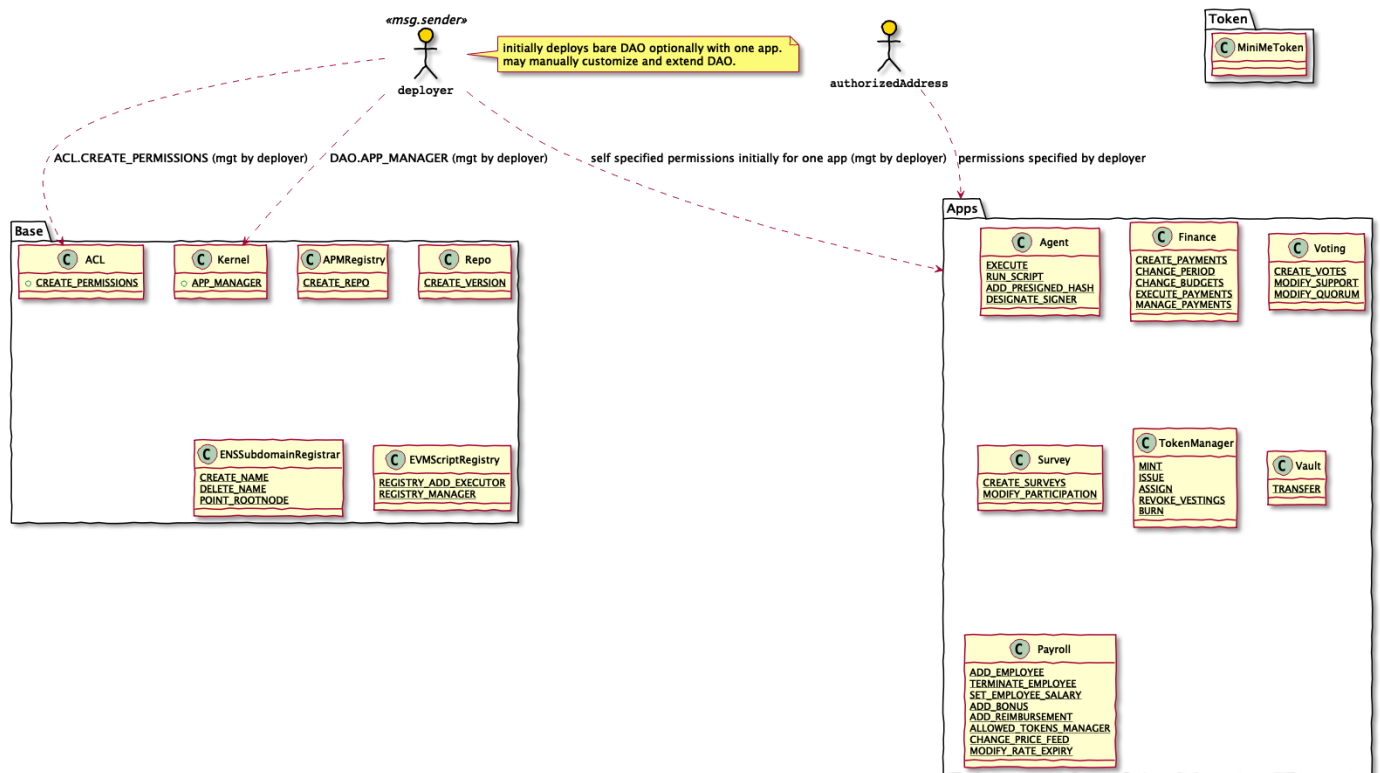 «msg.sender»
deployer
initially deploys bare DAO optionally with one app.
may manually customize and extend DAO.
authorizedAddress
Token
C MiniMeToken
ACL.CREATE_PERMISSIONS (mgt by deployer)
DAO.APP_MANAGER (mgt by deployer)
self specified permissions initially for one app (mgt by deployer)
permissions specified by deployer
Base
C ACL
CREATE_PERMISSIONS
C Kernel
APP_MANAGER
C APMRegistry
CREATE_REPO
C Repo
CREATE_VERSION
C ENSSubdomainRegistrar
CREATE_NAME
DELETE_NAME
POINT_ROOTNODE
C EVMScriptRegistry
REGISTRY_ADD_EXECUTOR
REGISTRY_MANAGER
Apps
C Agent
EXECUTE
RUN_SCRIPT
ADD_PRESIGNED_HASH
DESIGNATE_SIGNER
C Finance
CREATE_PAYMENTS
CHANGE_PERIOD
CHANGE_BUDGETS
EXECUTE_PAYMENTS
MANAGE_PAYMENTS
C Voting
CREATE_VOTES
MODIFY_SUPPORT
MODIFY_QUORUM
C Survey
CREATE_SURVEYS
MODIFY_PARTICIPATION
C TokenManager
MINT
ISSUE
ASSIGN
REVOKE_VESTINGS
BURN
C Vault
TRANSFER
C Payroll
ADD_EMPLOYEE
TERMINATE_EMPLOYEE
SET_EMPLOYEE_SALARY
ADD_BONUS
ADD_REIMBURSEMENT
ALLOWED_TOKENS_MANAGER
CHANGE_PRICE_FEED
MODIFY_RATE_EXPIRY